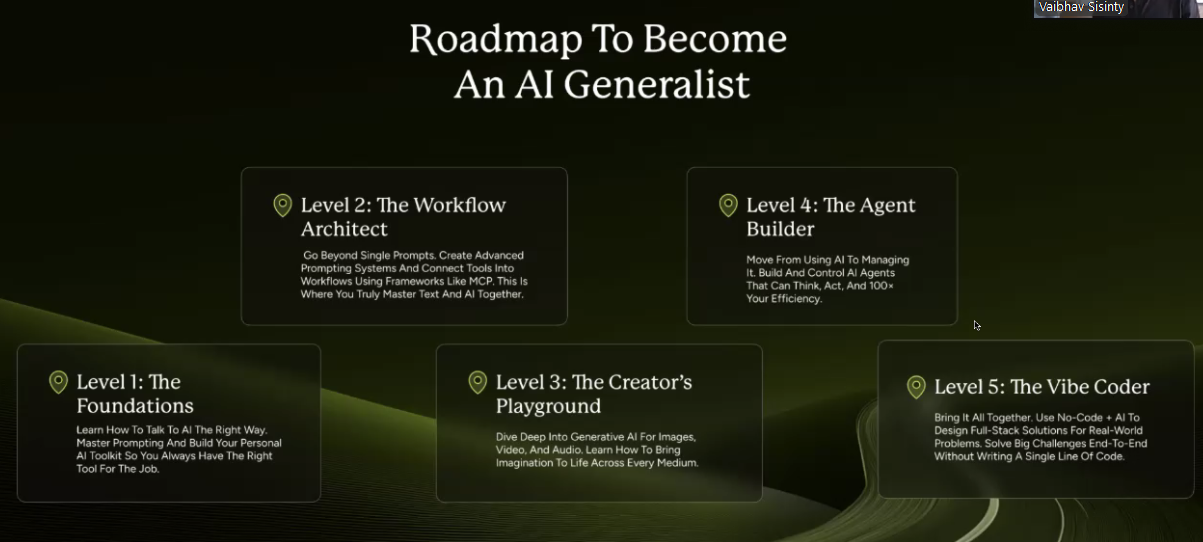 Vaibhav Sisinty
Roadmap To Become
An AI Generalist
Level 1: The
Foundations
Learn How To Talk To AI The Right Way.
Master Prompting And Build Your Personal
AI Toolkit So You Always Have The Right
Tool For The Job.
Level 2: The Workflow
Architect
Go Beyond Single Prompts. Create Advanced
Prompting Systems And Connect Tools Into
Workflows Using Frameworks Like MCP. This Is
Where You Truly Master Text And AI Together.
Level 3: The Creator's
Playground
Dive Deep Into Generative AI For Images,
Video, And Audio. Learn How To Bring
Imagination To Life Across Every Medium.
Level 4: The Agent
Builder
Move From Using AI To Managing
It. Build And Control AI Agents
That Can Think, Act, And 100×
Your Efficiency.
Level 5: The Vibe Coder
Bring It All Together. Use No-Code + AI To
Design Full-Stack Solutions For Real-World
Problems. Solve Big Challenges End-To-End
Without Writing A Single Line Of Code.